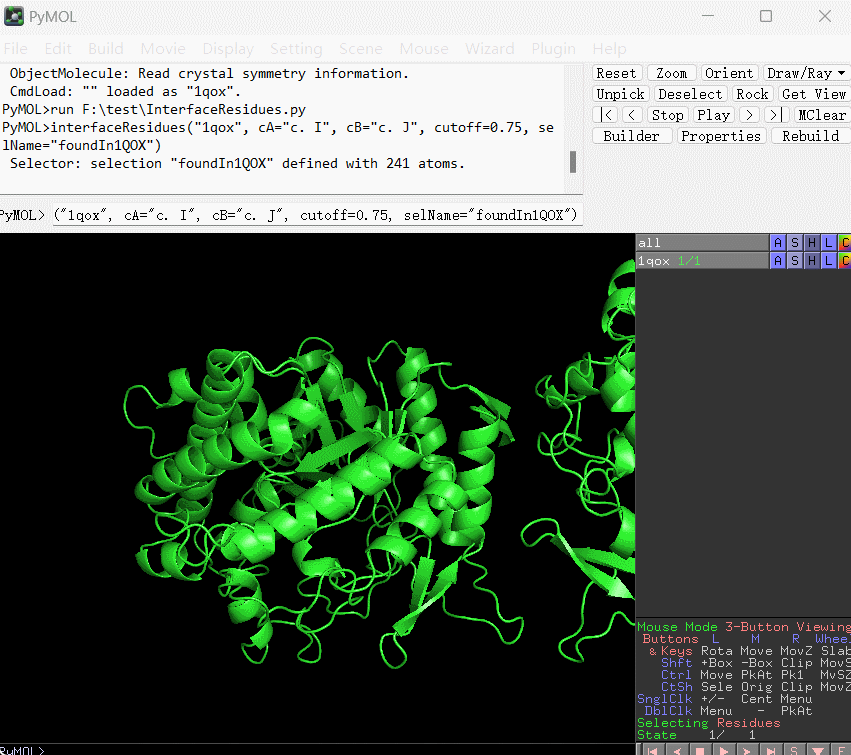 PyMOL
File Edit Build Movie Display Setting Scene Mouse Wizard Plugin Help
ObjectMolecule: Read crystal symmetry information.
CmdLoad: "" loaded as "1qox".
PyMOL>run F:\test\InterfaceResidues.py
PyMOL>interfaceResidues("1qox", cA="c. I", cB="c. J", cutoff=0.75, se
lName="foundIn1QOX")
Selector: selection "foundIn1QOX" defined with 241 atoms.
Reset Zoom Orient Draw/Ray
Unpick Deselect Rock Get View
|< < Stop Play > >| MClear
Builder Properties Rebuild
PyMOL> ("1qox", cA="c. I", cB="c. J", cutoff=0.75, selName="foundIn1QOX")
all A S H L C
1qox 1/1 A S H L C
Mouse Mode 3-Button Viewing
Buttons L M R Whee
& Keys Rota Move MovZ Slab
Shft +Box -Box Clip MovS
Ctrl Move PkAt Pk1 MvSZ
CtSh Sele Orig Clip MovZ
SnglClk +/- Cent Menu
DblClk Menu - PkAt
Selecting Residues
State 1/ 1
PyMOL>
S F